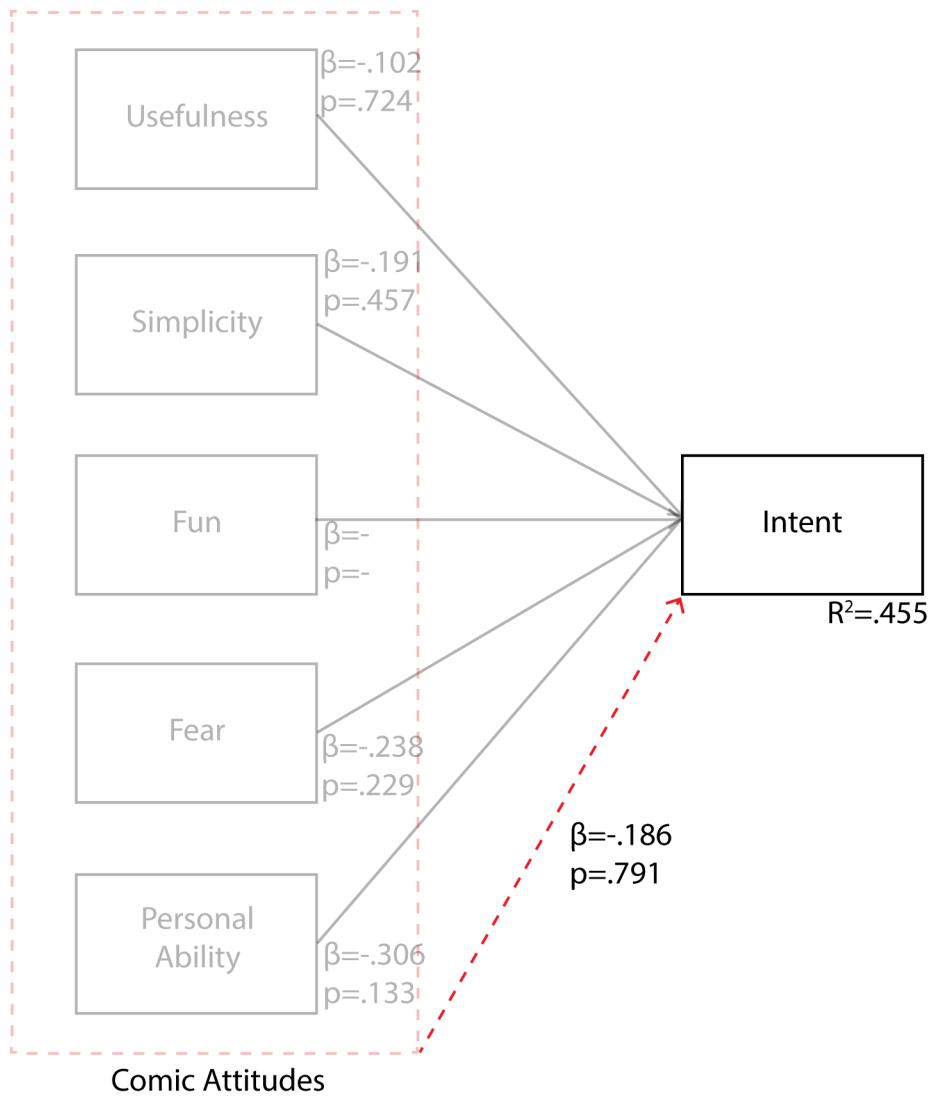 β=-.102
p=.724
Usefulness
β=-.191
p=.457
Simplicity
Fun
β=-
p=-
Intent
R²=.455
Fear
β=-.238
p=.229
β=-.186
p=.791
Personal
Ability
β=-.306
p=.133
Comic Attitudes